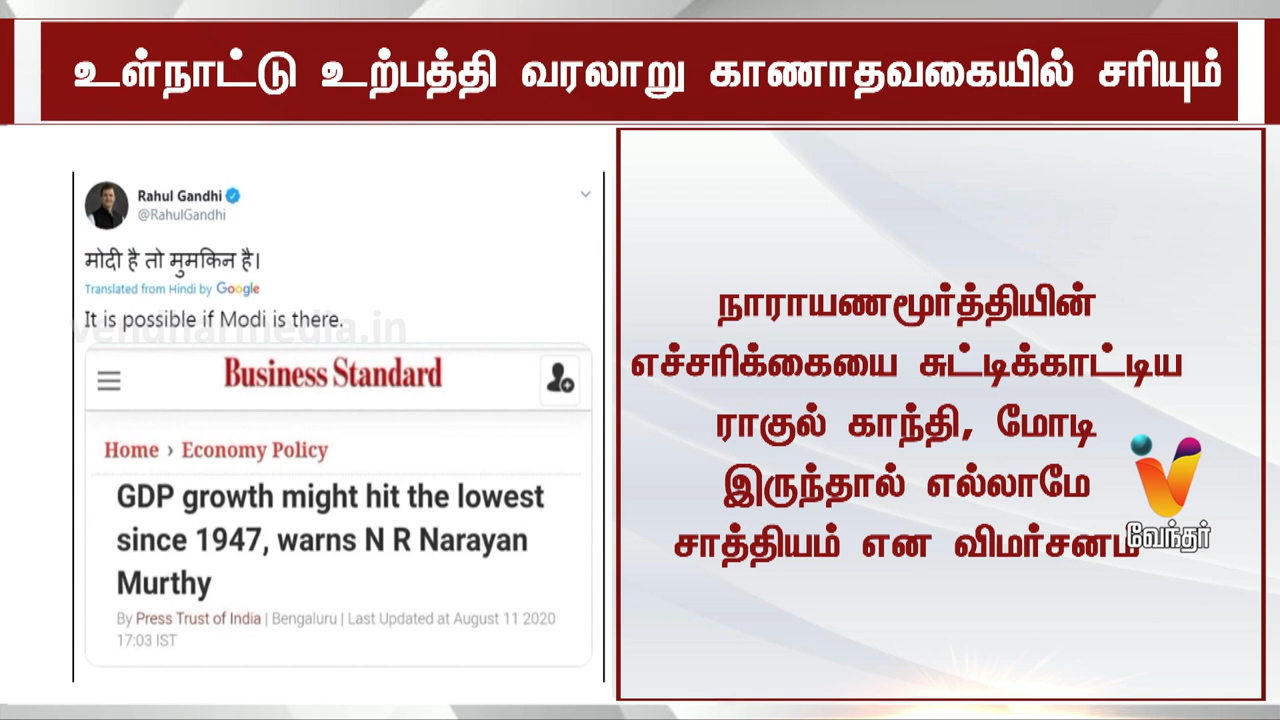 உள்நாட்டு உற்பத்தி வரலாறு காணாதவகையில் சரியும்
Rahul Gandhi
@RahulGandhi
मोदी है तो मुमकिन है।
Translated from Hindi by Google
It is possible if Modi is there.
vendharmedia.in
Business Standard
Home › Economy Policy
GDP growth might hit the lowest
since 1947, warns N R Narayan
Murthy
By Press Trust of India | Bengaluru | Last Updated at August 11 2020
17:03 IST
நாராயணமூர்த்தியின்
எச்சரிக்கையை சுட்டிக்காட்டிய
ராகுல் காந்தி, மோடி
இருந்தால் எல்லாமே
சாத்தியம் என விமர்சனம்
வேந்தர்